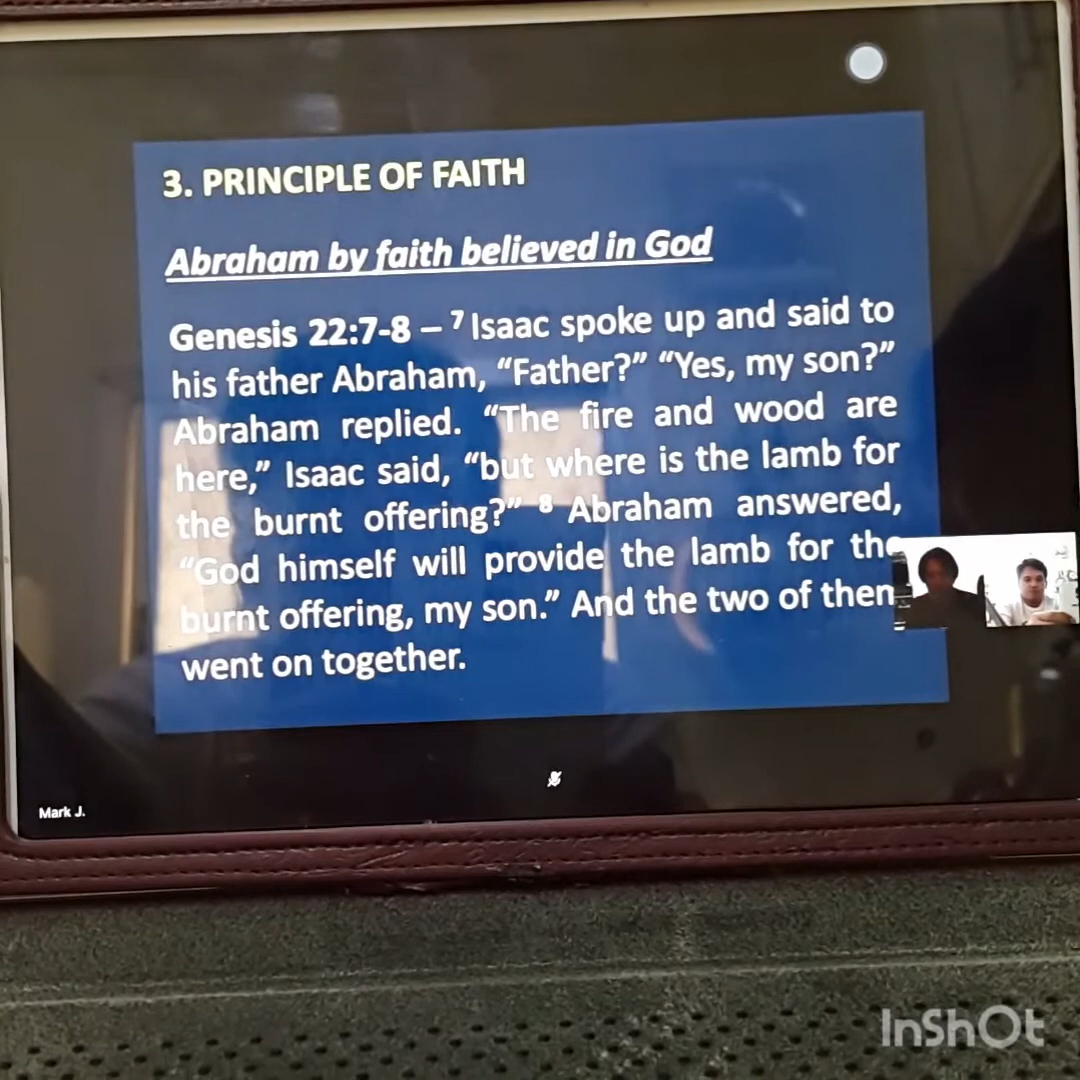 3. PRINCIPLE OF FAITH
Abraham by faith believed in God
Genesis 22:7-8 – 7 Isaac spoke up and said to
his father Abraham, “Father?” “Yes, my son?”
Abraham replied. “The fire and wood are
here,” Isaac said, “but where is the lamb for
the burnt offering?” 8 Abraham answered,
“God himself will provide the lamb for the
burnt offering, my son.” And the two of them
went on together.
Mark J.
InShOt